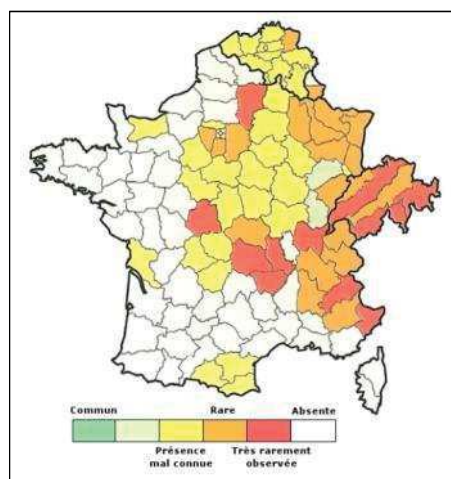 Commun Rare Absente
Présence Très rarement
mal connue observée